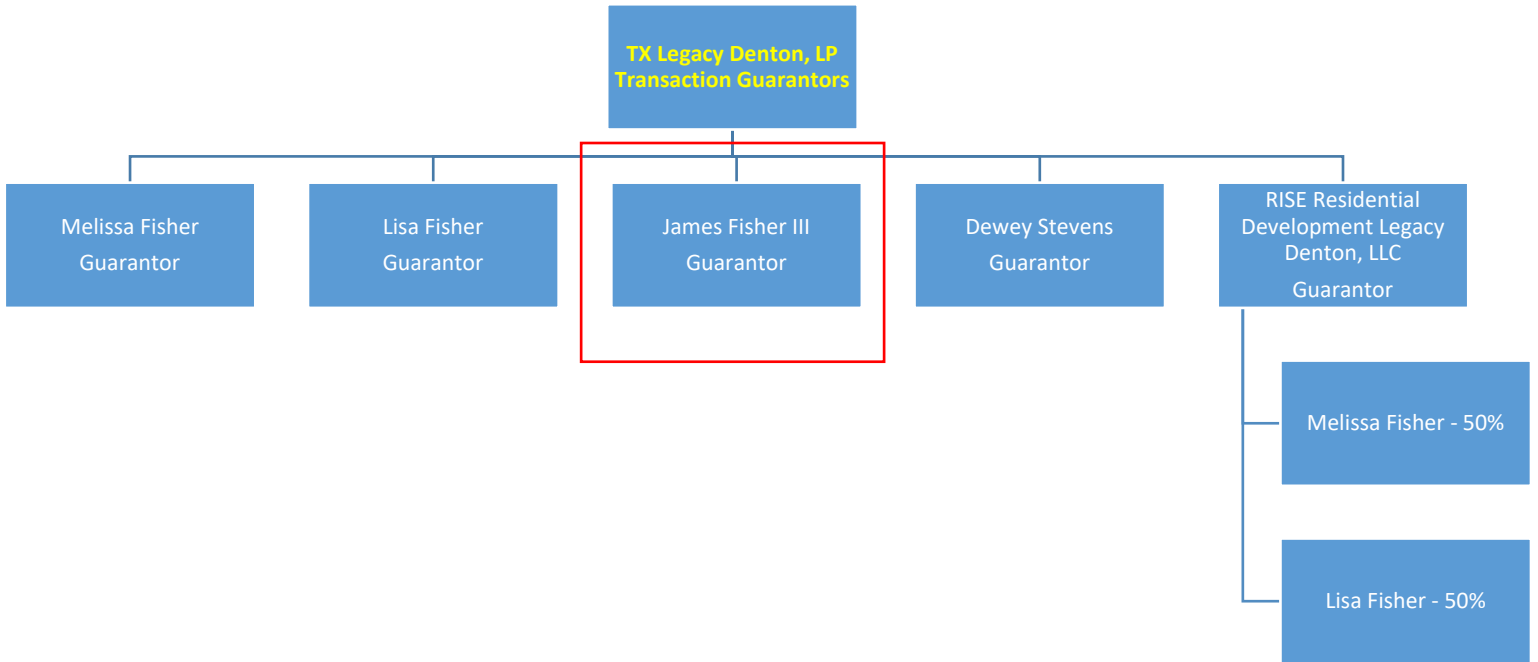 TX Legacy Denton, LP
Transaction Guarantors
Melissa Fisher
Guarantor
Lisa Fisher
Guarantor
James Fisher III
Guarantor
Dewey Stevens
Guarantor
RISE Residential
Development Legacy
Denton, LLC
Guarantor
Melissa Fisher - 50%
Lisa Fisher - 50%